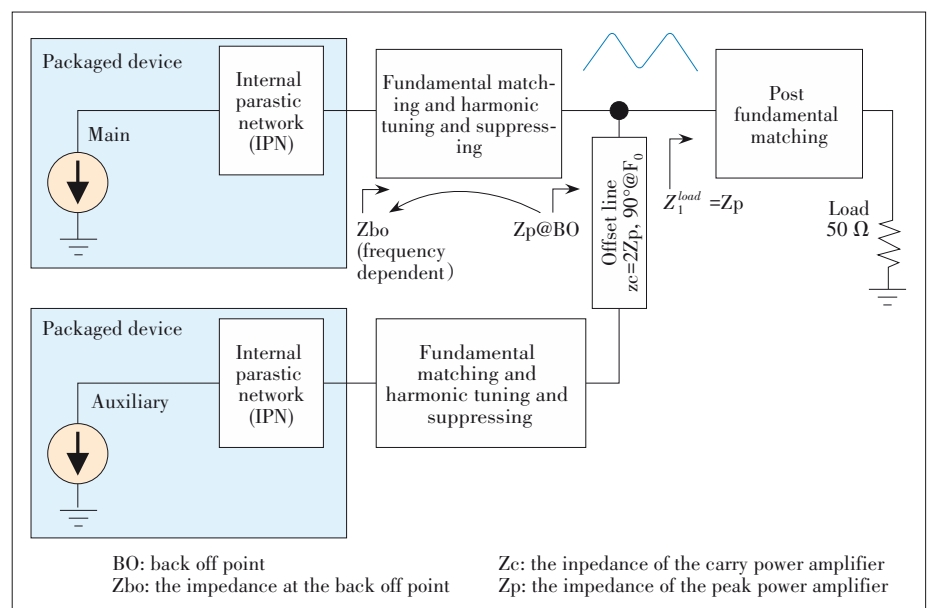 Packaged device
Internal
parastic
network
(IPN)
Main
Fundamental match-
ing and harmonic
tuning and suppress-
ing
Post
fundamental
matching
Zbo
(frequency
dependent)
Zp@BO
Offset line
zc=2Zp, 90°@F₀
Z₁^load =Zp
Load
50 Ω
Packaged device
Internal
parastic
network
(IPN)
Auxiliary
Fundamental
matching and
harmonic tuning and
suppressing
BO: back off point
Zbo: the impedance at the back off point
Zc: the inpedance of the carry power amplifier
Zp: the inpedance of the peak power amplifier